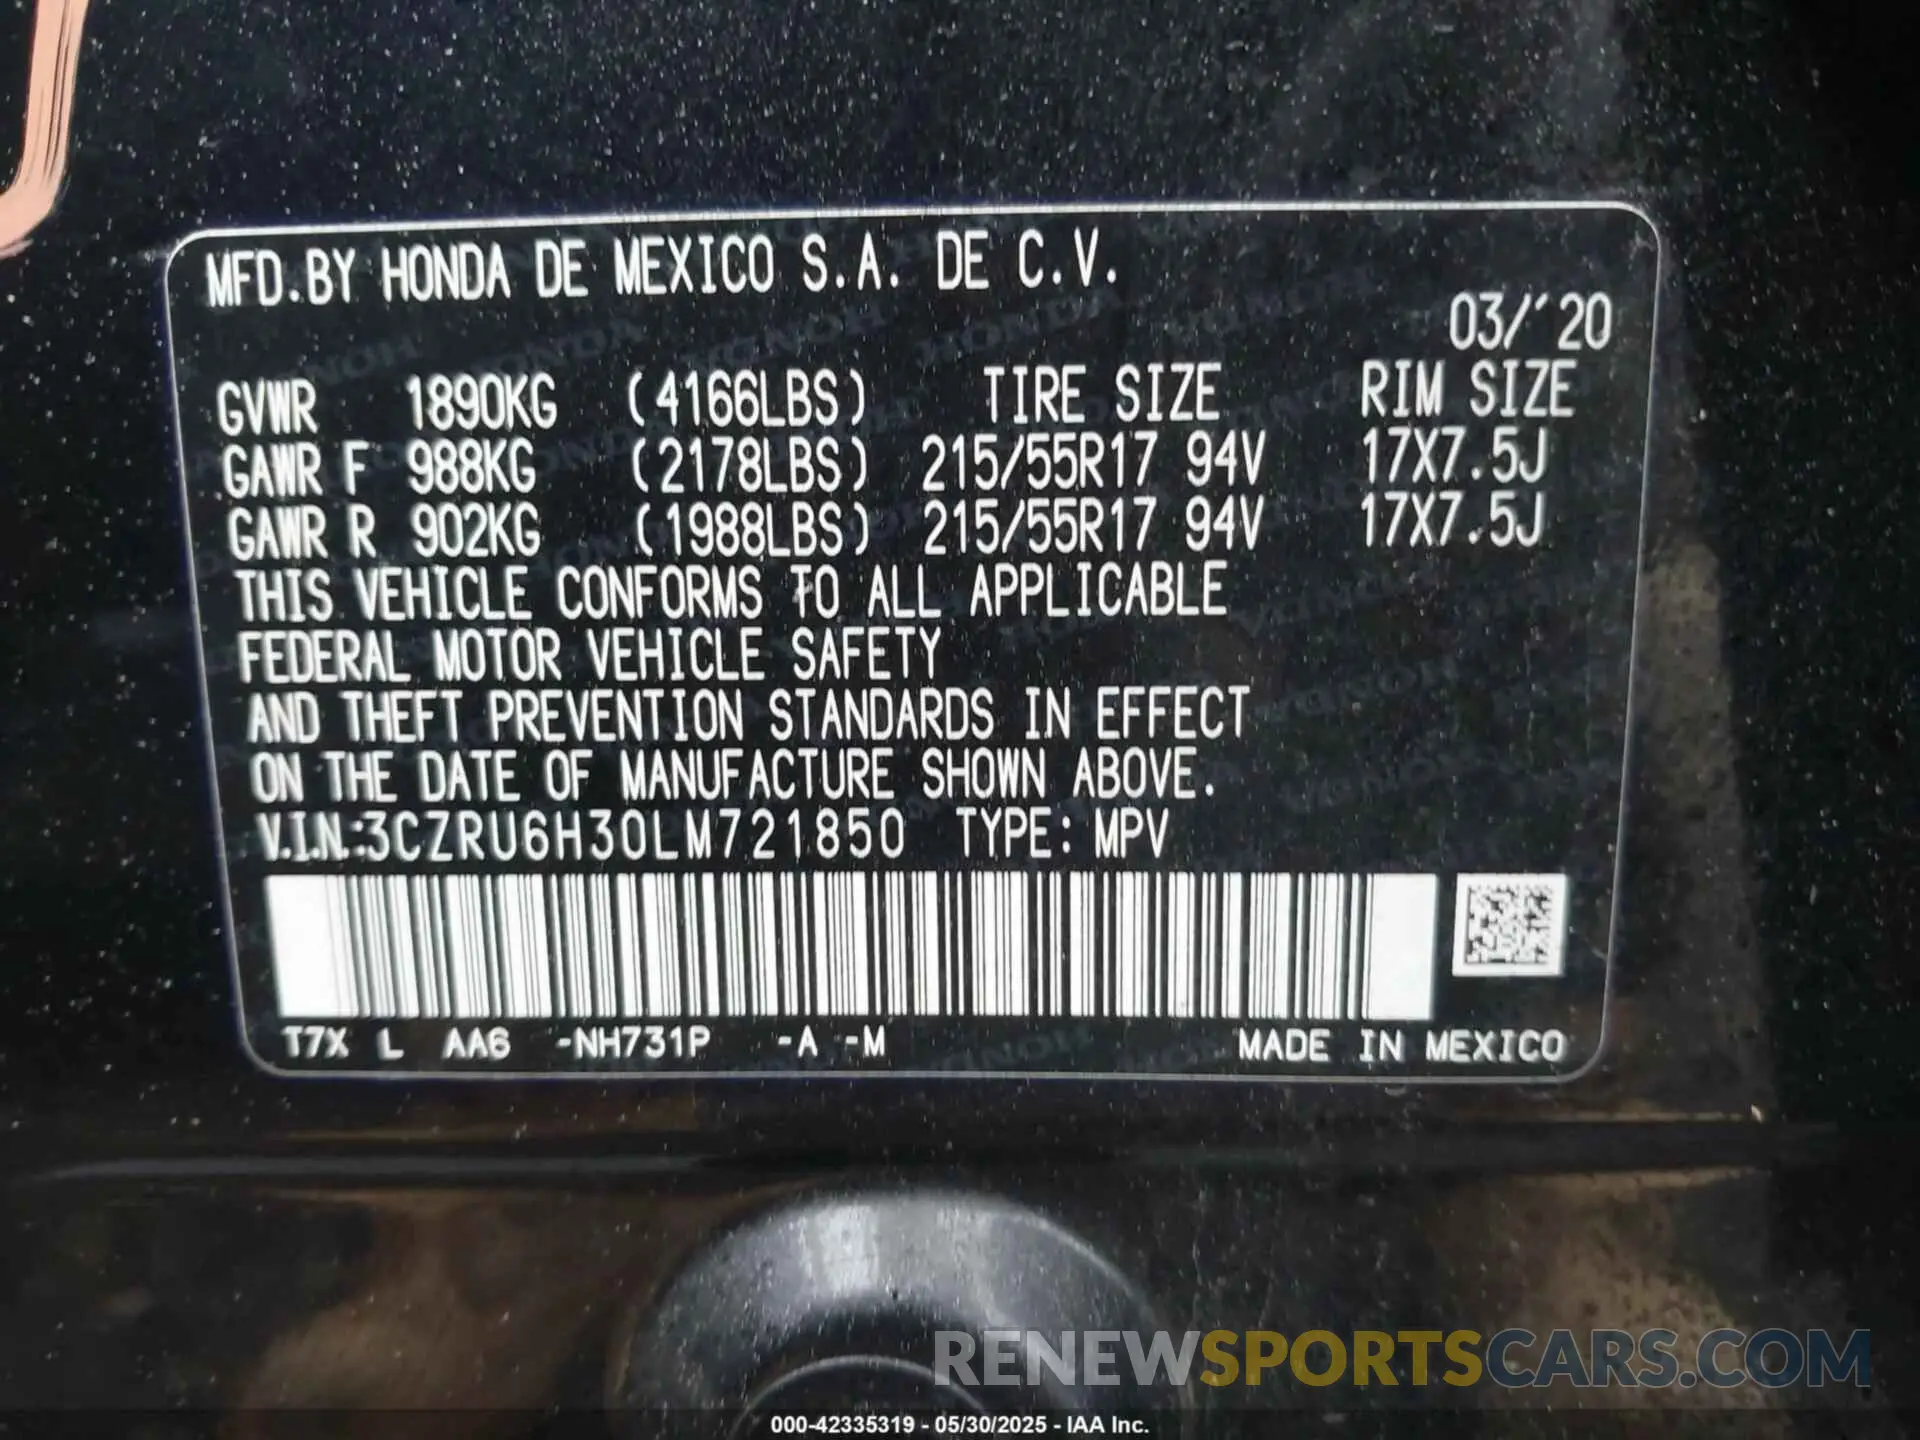 MFD.BY HONDA DE MEXICO S.A. DE C.V.
03/'20
GVWR 1890KG (4166LBS) TIRE SIZE RIM SIZE
GAWR F 988KG (2178LBS) 215/55R17 94V 17X7.5J
GAWR R 902KG (1988LBS) 215/55R17 94V 17X7.5J
THIS VEHICLE CONFORMS TO ALL APPLICABLE
FEDERAL MOTOR VEHICLE SAFETY
AND THEFT PREVENTION STANDARDS IN EFFECT
ON THE DATE OF MANUFACTURE SHOWN ABOVE.
V.I.N.:3CZRU6H30LM721850 TYPE: MPV
T7X L AA6 -NH731P -A -M MADE IN MEXICO
RENEWSPORTSCARS.COM
000-42335319 - 05/30/2025 - IAA Inc.